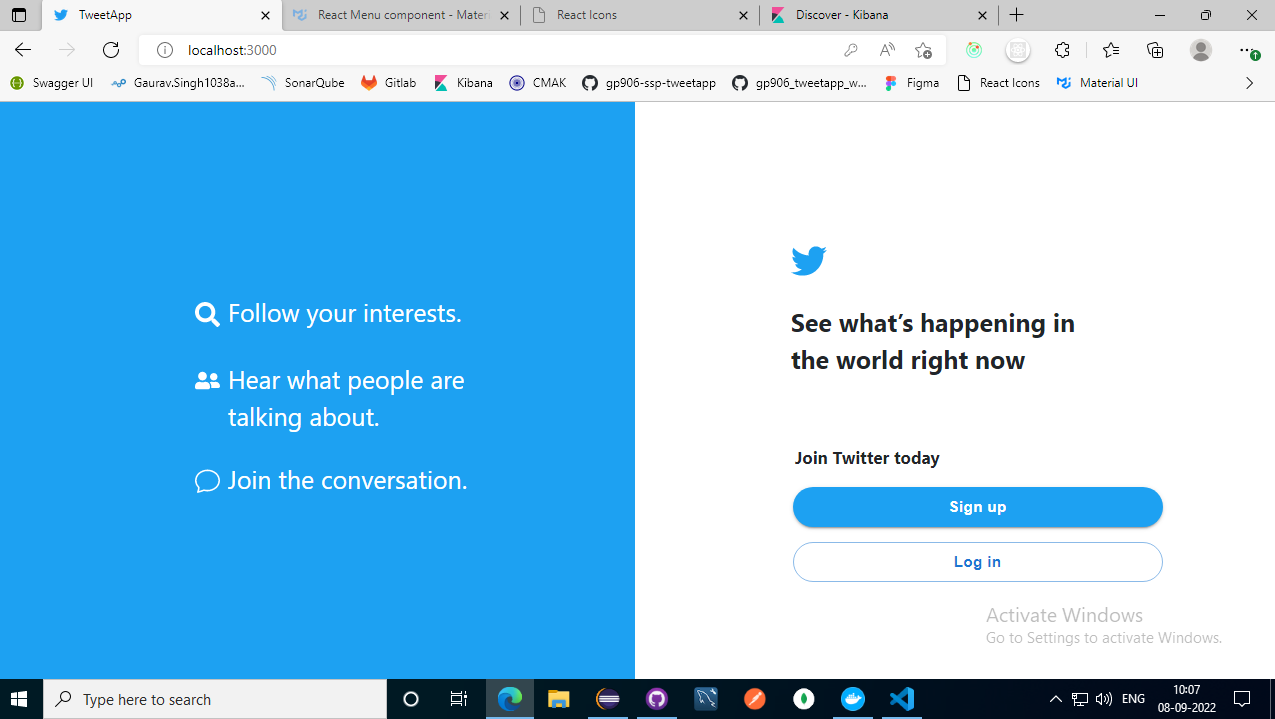 TweetApp
React Menu component - Mater
React Icons
Discover - Kibana
localhost:3000
Swagger UI
Gaurav.Singh1038a...
SonarQube
Gitlab
Kibana
CMAK
gp906-ssp-tweetapp
gp906_tweetapp_w...
Figma
React Icons
Material UI
Follow your interests.
Hear what people are
talking about.
Join the conversation.
See what’s happening in
the world right now
Join Twitter today
Sign up
Log in
Activate Windows
Go to Settings to activate Windows.
Type here to search
ENG
10:07
08-09-2022